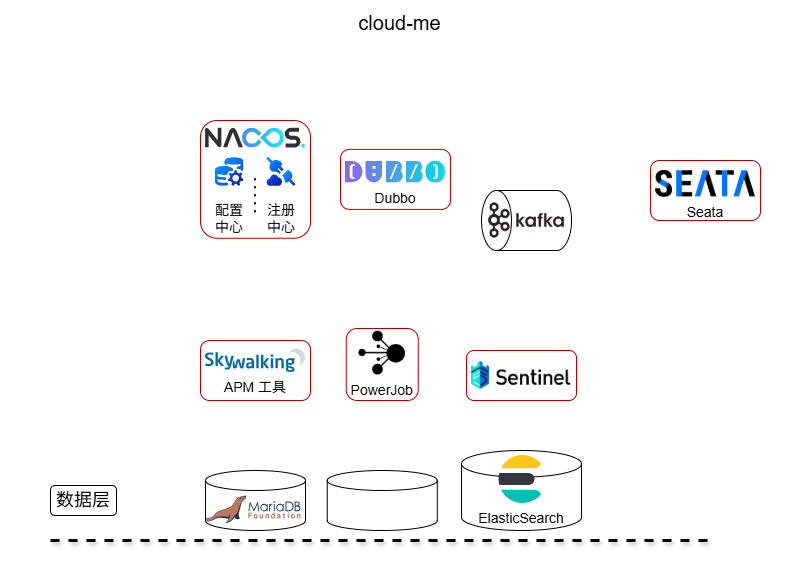 cloud-me
NACOS.
配置
中心
注册
中心
DUBBO
Dubbo
kafka
SEATA
Seata
Skywalking
APM 工具
PowerJob
Sentinel
数据层
MariaDB
Foundation
ElasticSearch